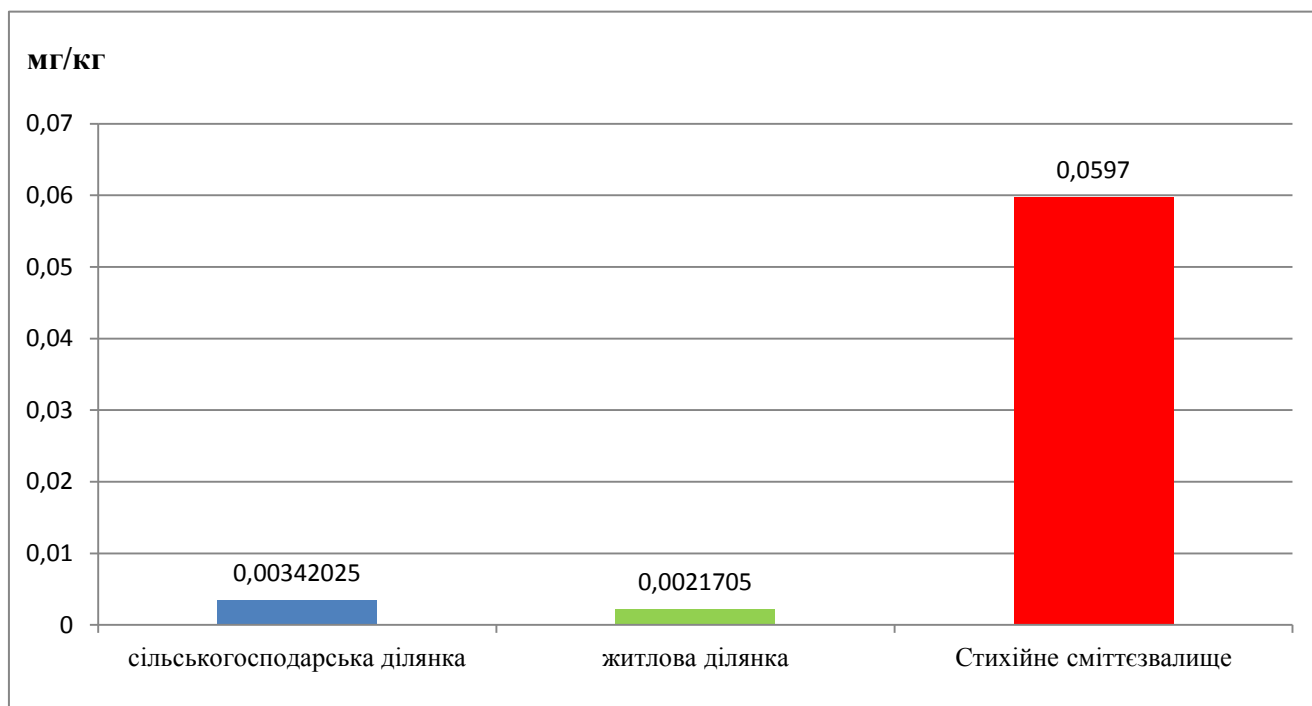 мг/кг
0,07
0,06
0,05
0,04
0,03
0,02
0,01
0
0,00342025
0,0021705
0,0597
сільськогосподарська ділянка
житлова ділянка
Стихійне сміттєзвалище